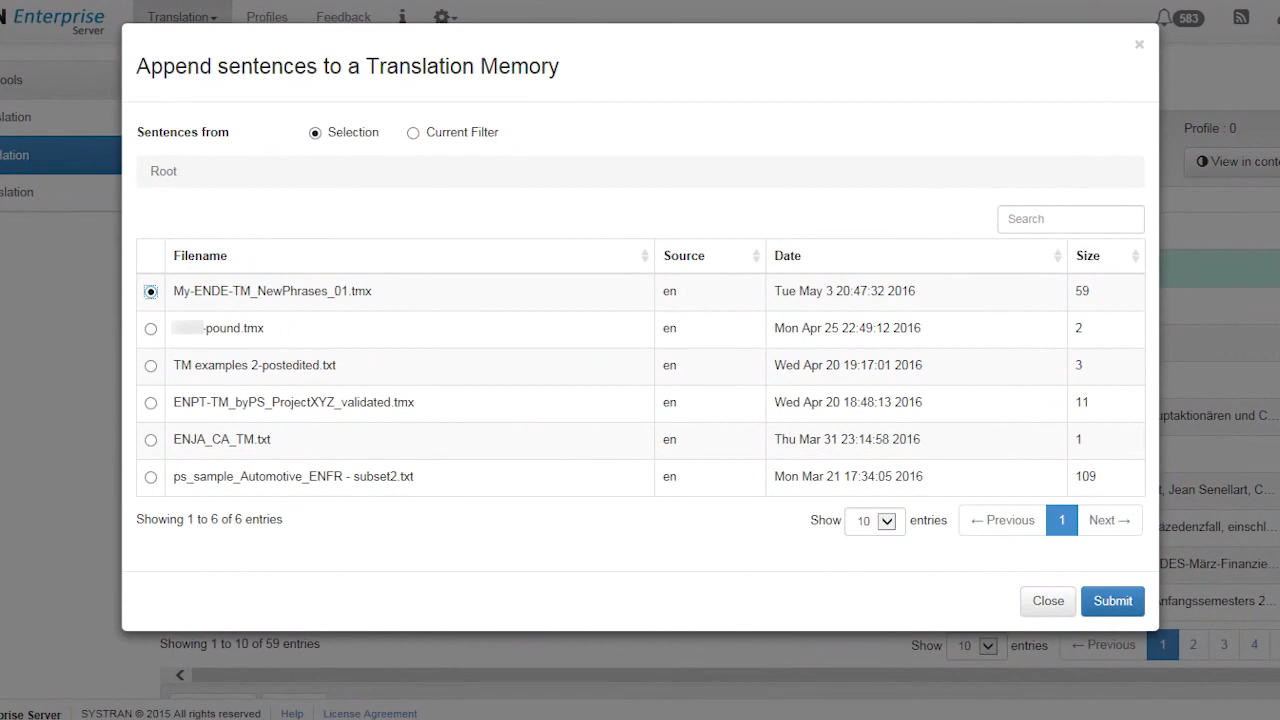 Enterprise
Server
Translation Profiles Feedback 583
Append sentences to a Translation Memory ×
ools
lation
lation
slation
Sentences from Selection Current Filter
Profile : 0
Root
View in conte
Search
Filename Source Date Size
My-ENDE-TM_NewPhrases_01.tmx en Tue May 3 20:47:32 2016 59
-pound.tmx en Mon Apr 25 22:49:12 2016 2
TM examples 2-postedited.txt en Wed Apr 20 19:17:01 2016 3
ENPT-TM_byPS_ProjectXYZ_validated.tmx en Wed Apr 20 18:48:13 2016 11
ENJA_CA_TM.txt en Thu Mar 31 23:14:58 2016 1
ps_sample_Automotive_ENFR - subset2.txt en Mon Mar 21 17:34:05 2016 109
uptaktionären und C...
t, Jean Senellart, C...
äzedenzfall, einschl...
DES-März-Finanzie...
Anfangssemesters 2...
Showing 1 to 6 of 6 entries Show 10 entries ← Previous 1 Next →
Close Submit
Showing 1 to 10 of 59 entries Show 10 entries ← Previous 1 2 3 4
rprise Server SYSTRAN © 2015 All rights reserved Help License Agreement